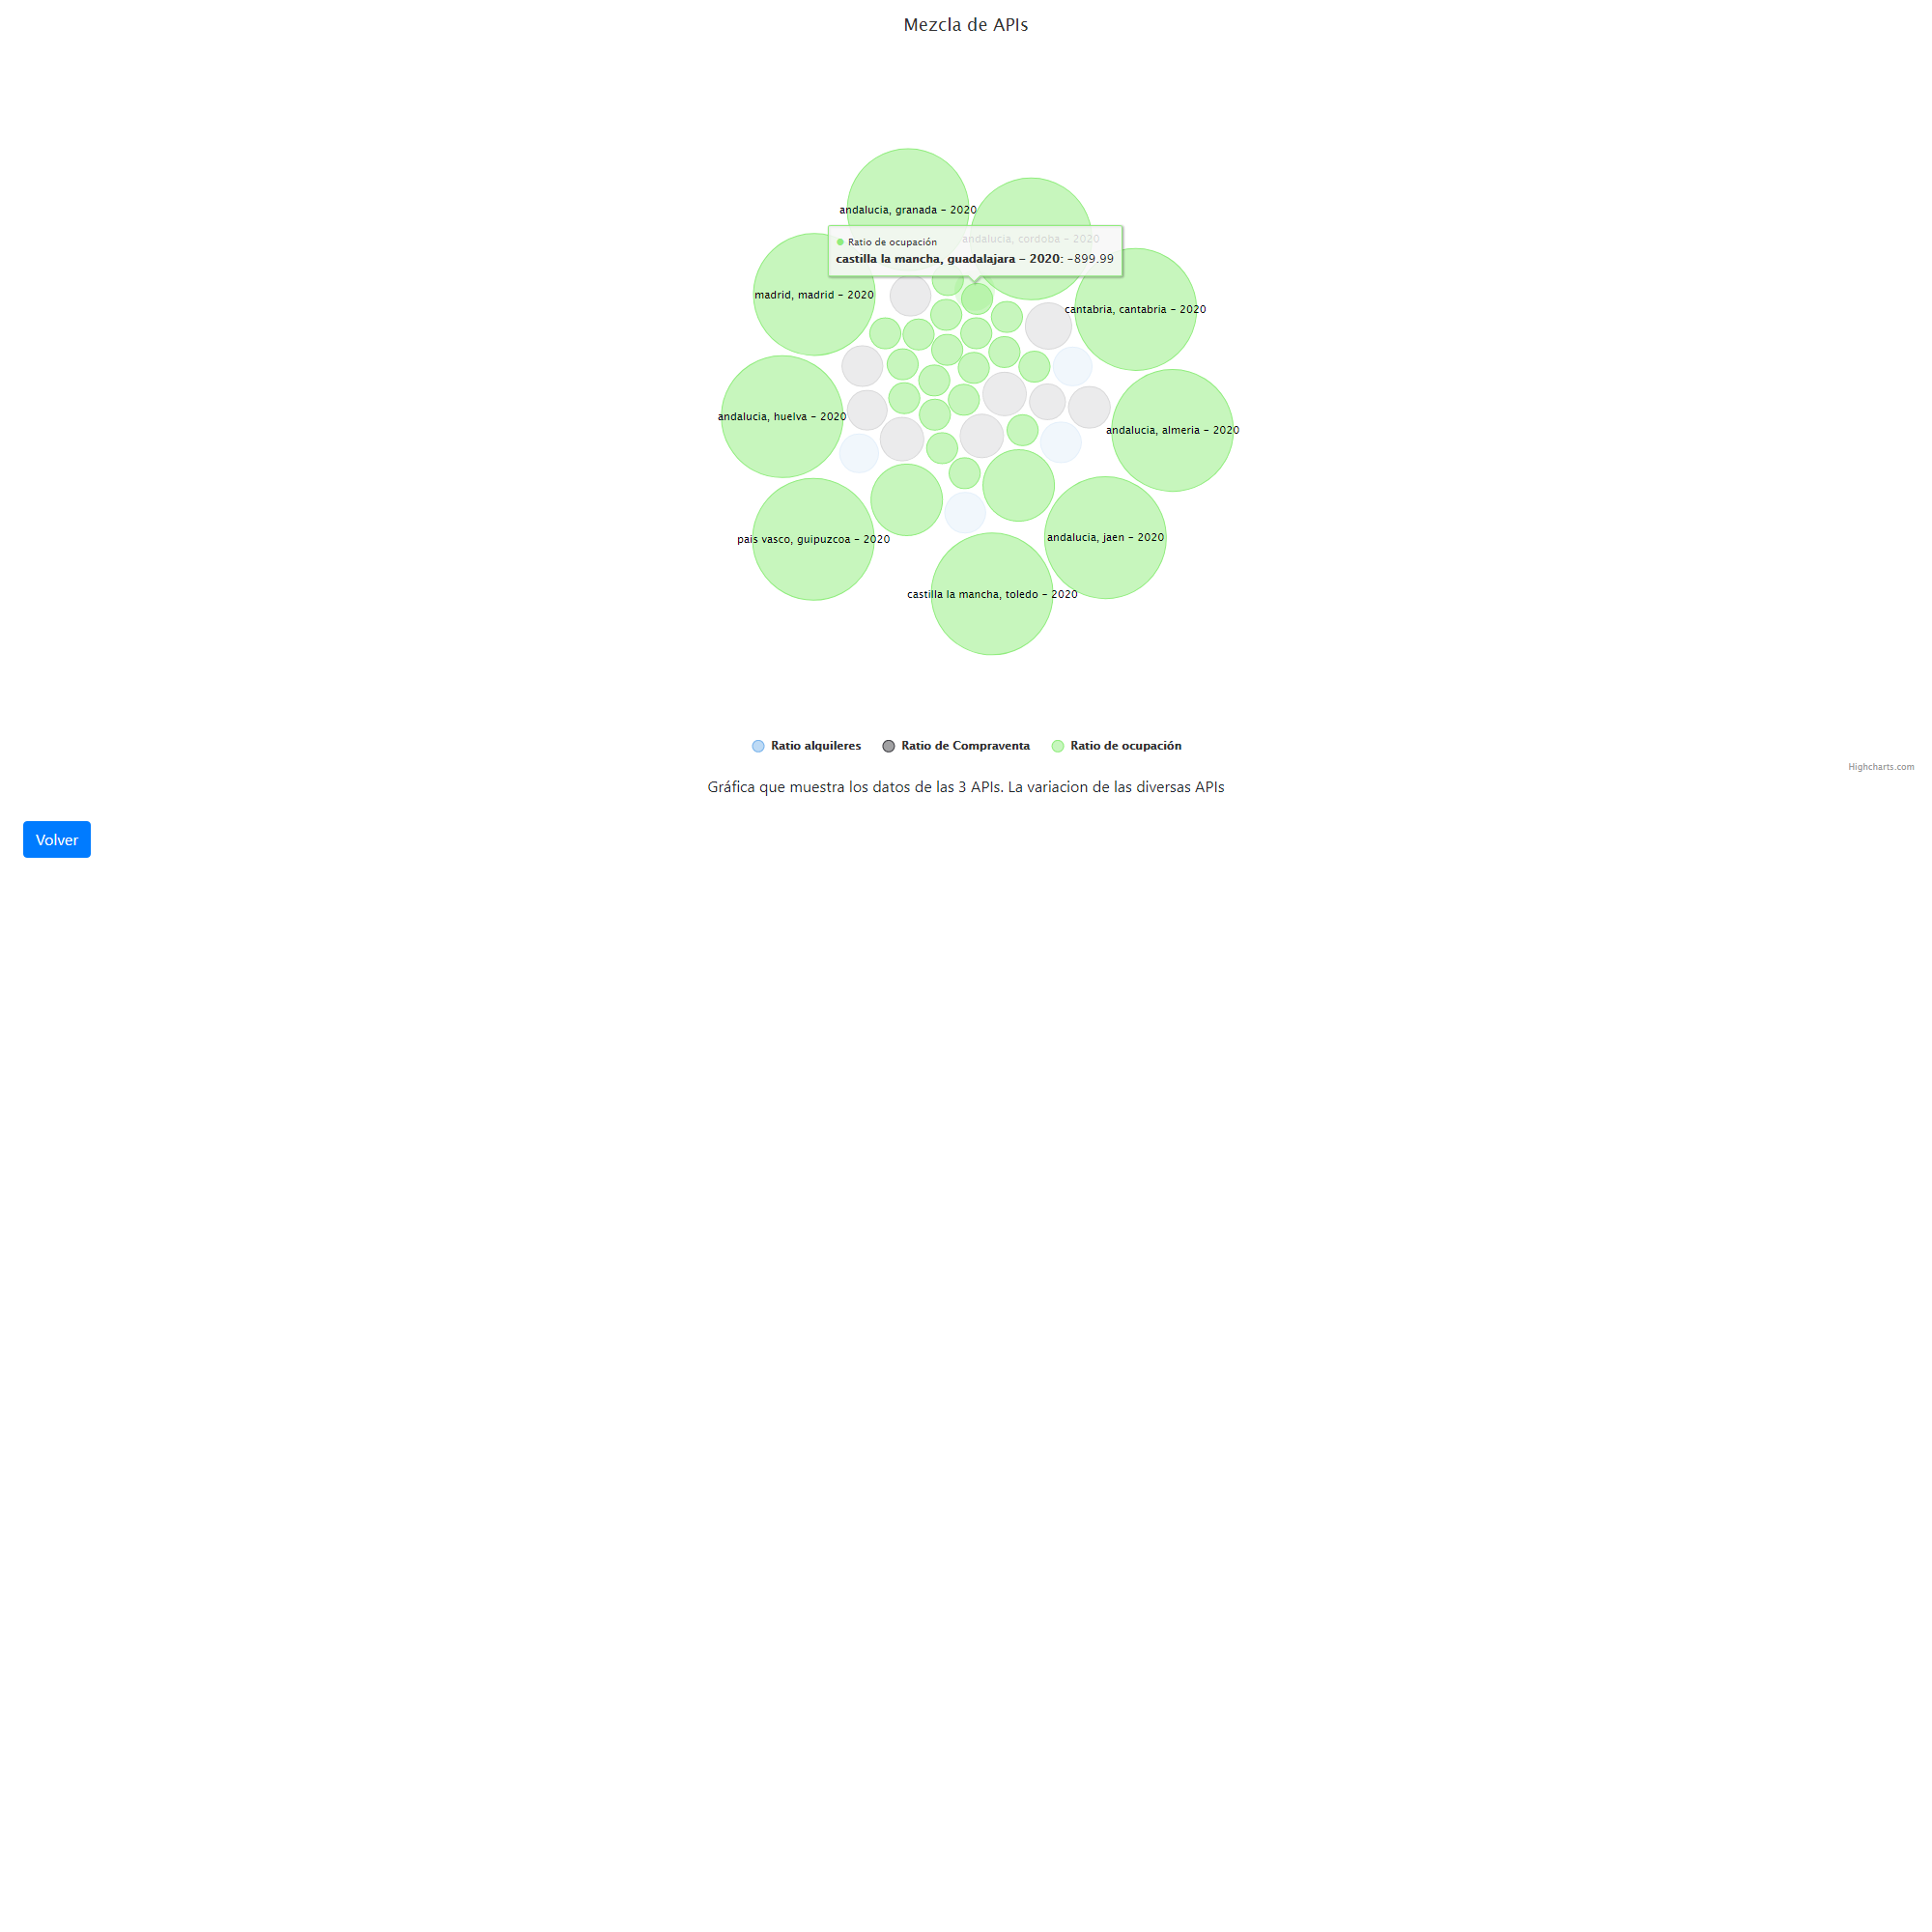 Mezcla de APIs
andalucia, granada - 2020
andalucia, cordoba - 2020
Ratio de ocupación
castilla la mancha, guadalajara - 2020: -899.99
madrid, madrid - 2020
cantabria, cantabria - 2020
andalucia, huelva - 2020
andalucia, almeria - 2020
pais vasco, guipuzcoa - 2020
andalucia, jaen - 2020
castilla la mancha, toledo - 2020
Ratio alquileres Ratio de Compraventa Ratio de ocupación
Highcharts.com
Gráfica que muestra los datos de las 3 APIs. La variacion de las diversas APIs
Volver